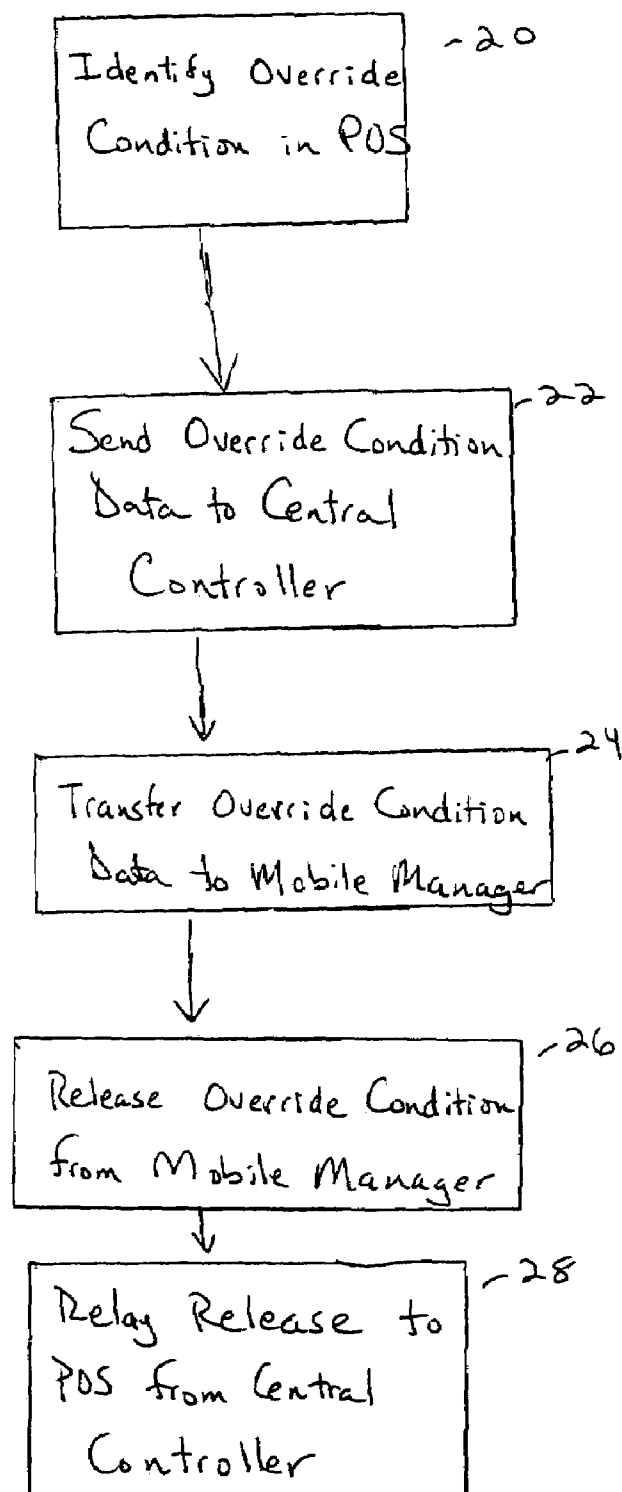 20
Identify Override
Condition in POS
22
Send Override Condition
Data to Central
Controller
24
Transfer Override Condition
Data to Mobile Manager
26
Release Override Condition
from Mobile Manager
28
Relay Release to
POS from Central
Controller